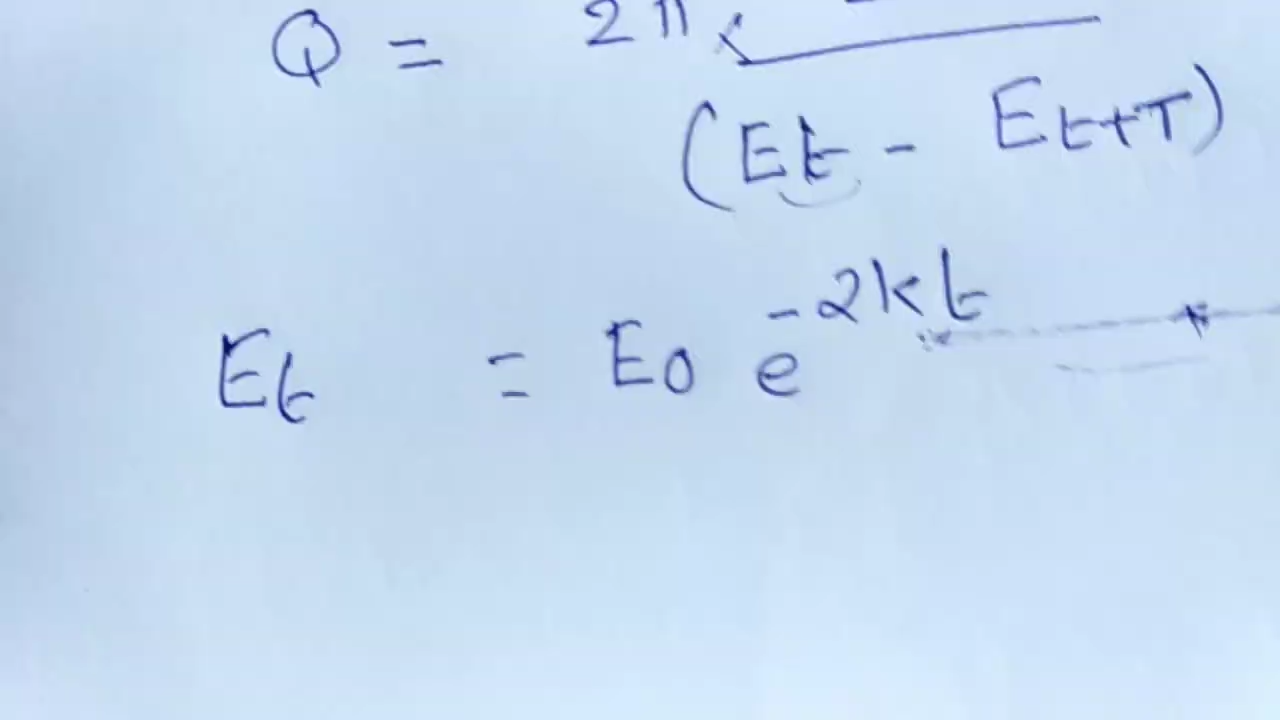 Q = 2π
(Et - Et+T)
Et = E0 e^-2kt